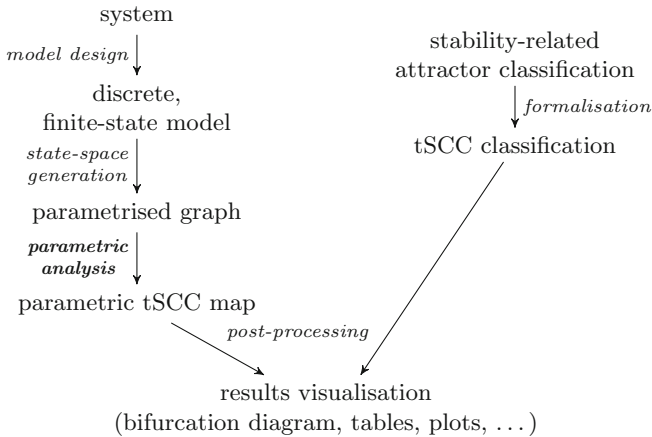 system
model design
discrete,
finite-state model
state-space
generation
parametrised graph
parametric
analysis
parametric tSCC map
stability-related
attractor classification
formalisation
tSCC classification
post-processing
results visualisation
(bifurcation diagram, tables, plots, ... )